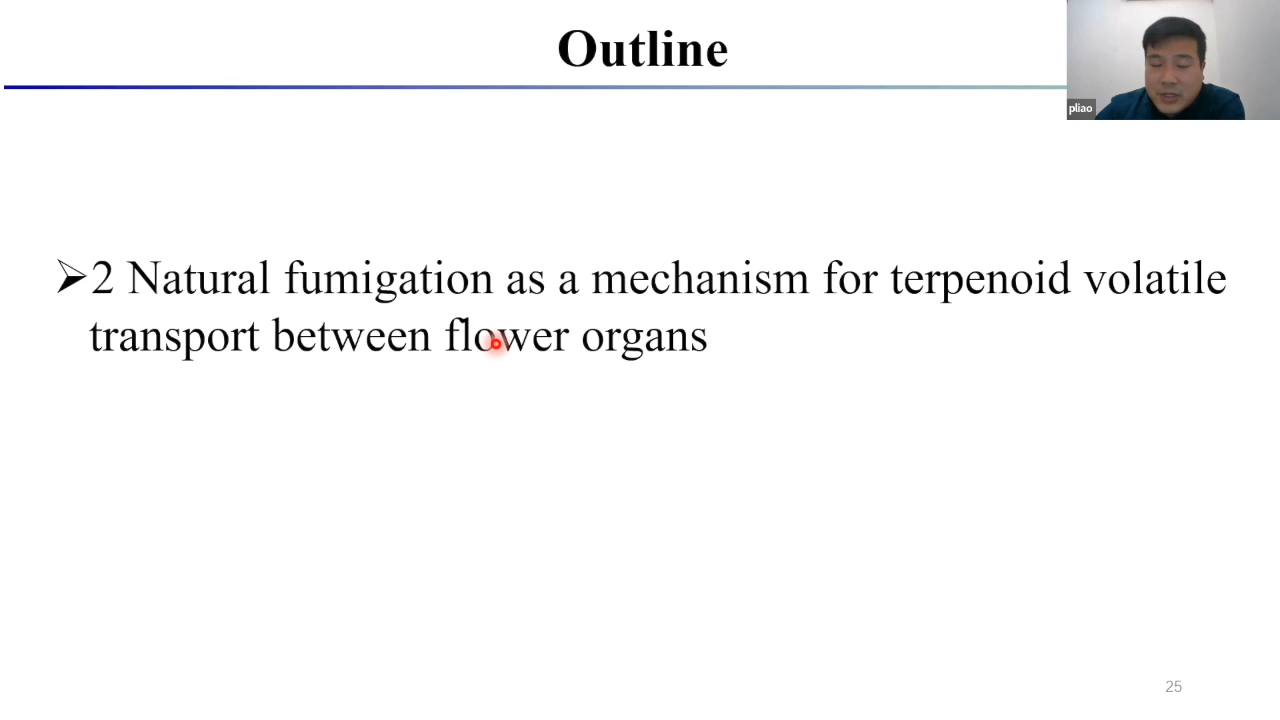 Outline
pliao
➢2 Natural fumigation as a mechanism for terpenoid volatile
transport between flower organs
25